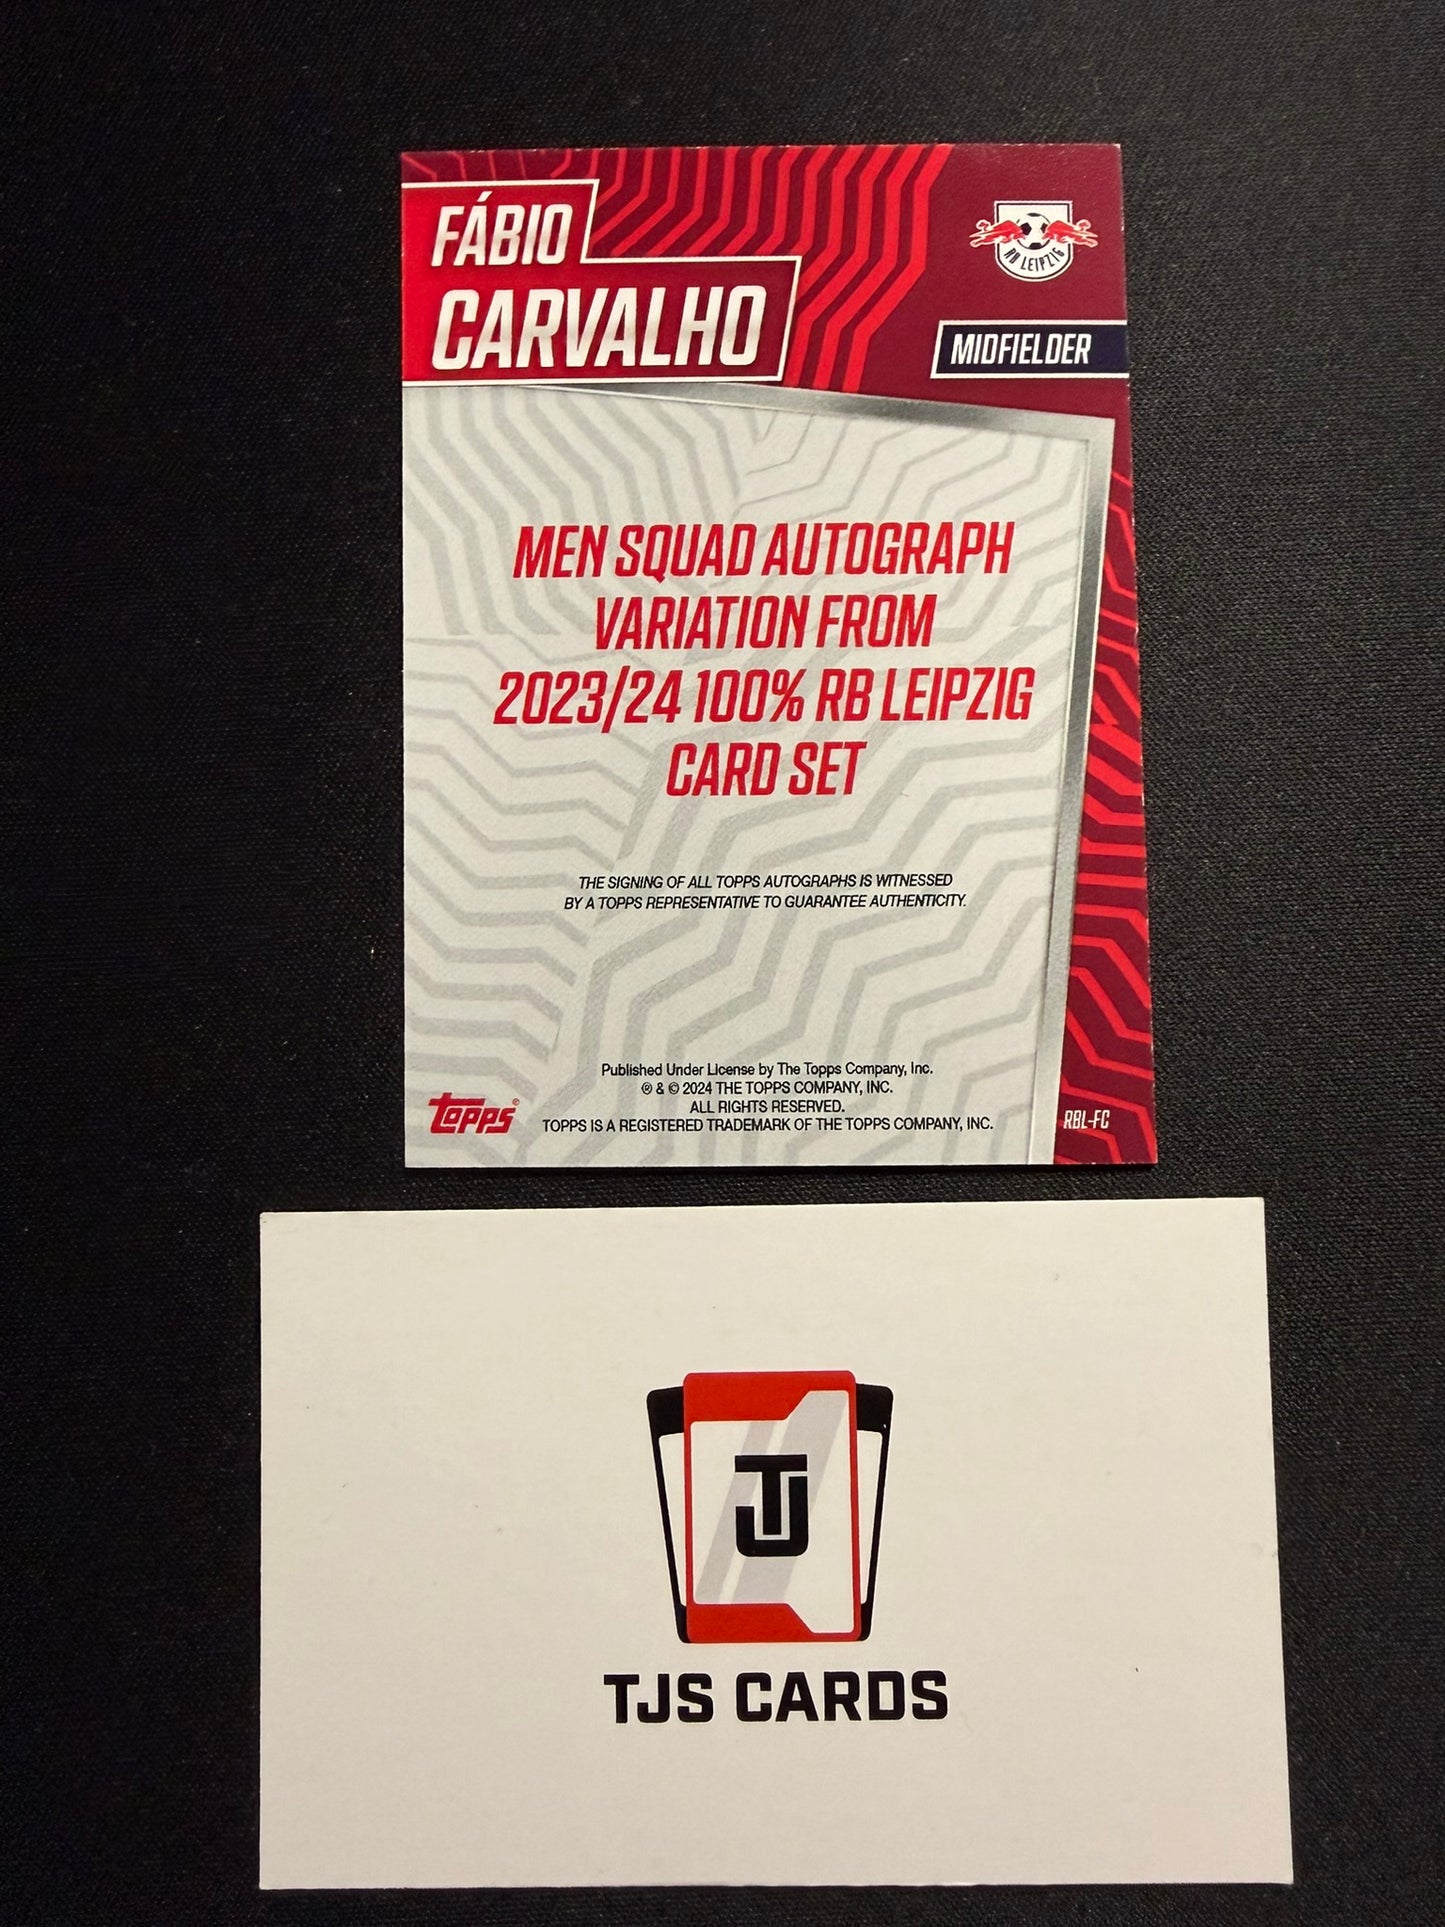 FÁBIO
CARVALHO
RB LEIPZIG
MIDFIELDER
MEN SQUAD AUTOGRAPH
VARIATION FROM
2023/24 100% RB LEIPZIG
CARD SET
THE SIGNING OF ALL TOPPS AUTOGRAPHS IS WITNESSED
BY A TOPPS REPRESENTATIVE TO GUARANTEE AUTHENTICITY.
Published Under License by The Topps Company, Inc.
® & © 2024 THE TOPPS COMPANY, INC.
ALL RIGHTS RESERVED.
TOPPS IS A REGISTERED TRADEMARK OF THE TOPPS COMPANY, INC.
topps®
RBL-FC
TJ
TJS CARDS